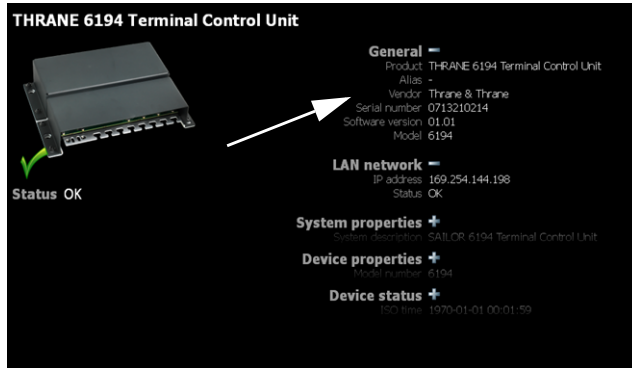 THRANE 6194 Terminal Control Unit
General
Product THRANE 6194 Terminal Control Unit
Alias -
Vendor Thrane & Thrane
Serial number 0713210214
Software version 01.01
Model 6194
LAN network
IP address 169.254.144.198
Status OK
Status OK
System properties
System description SAILOR 6194 Terminal Control Unit
Device properties
Model number 6194
Device status
ISO time 1970-01-01 00:01:59